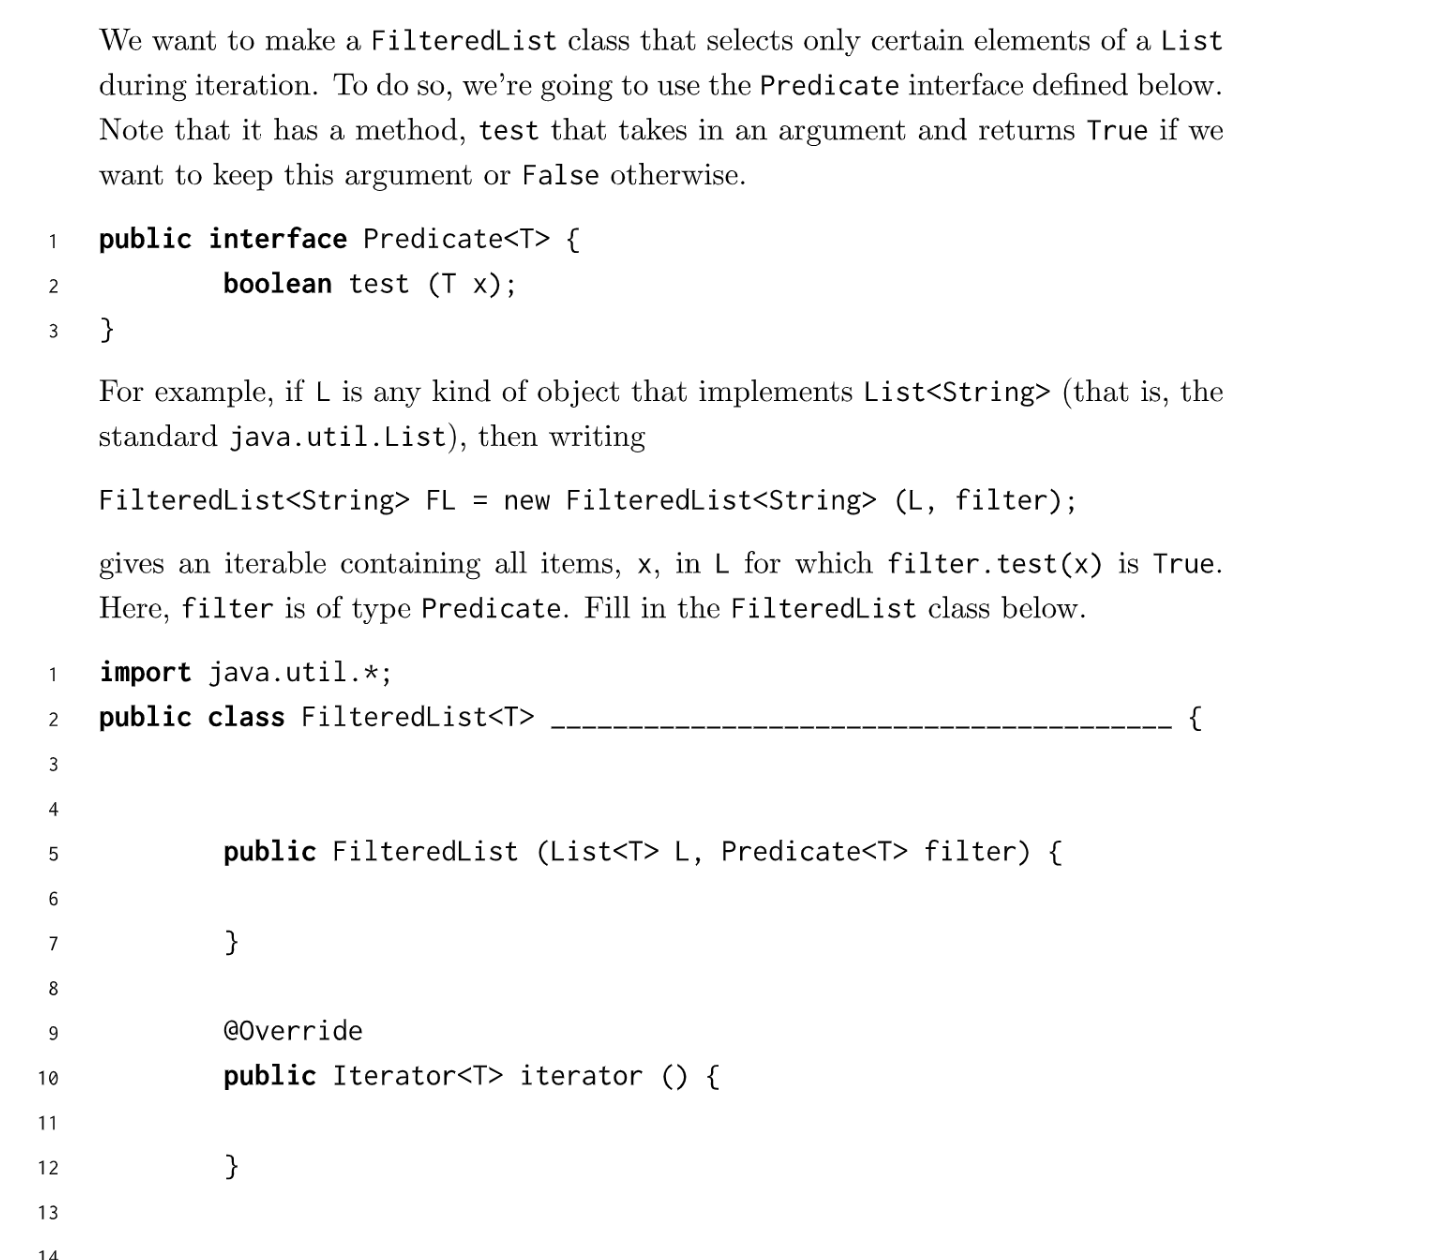 We want to make a FilteredList class that selects only certain elements of a List
during iteration. To do so, we're going to use the Predicate interface defined below.
Note that it has a method, test that takes in an argument and returns True if we
want to keep this argument or False otherwise.
1 public interface Predicate<T> {
2 boolean test (T x);
3 }
For example, if L is any kind of object that implements List<String> (that is, the
standard java.util.List), then writing
FilteredList<String> FL = new FilteredList<String> (L, filter);
gives an iterable containing all items, x, in L for which filter.test(x) is True.
Here, filter is of type Predicate. Fill in the FilteredList class below.
1 import java.util.*;
2 public class FilteredList<T> ________________________________________ {
3
4
5 public FilteredList (List<T> L, Predicate<T> filter) {
6
7 }
8
9 @Override
10 public Iterator<T> iterator () {
11
12 }
13
14